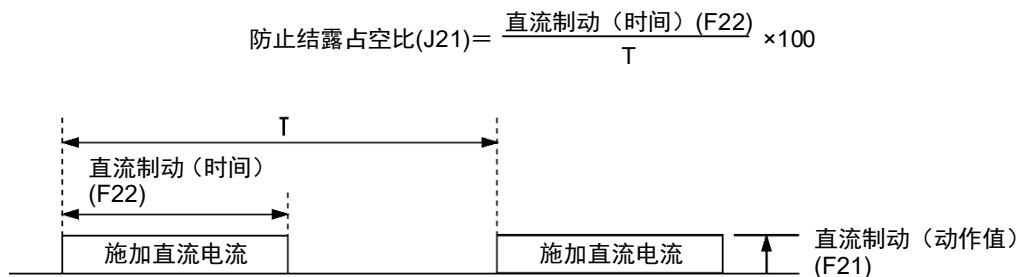 防止结露占空比(J21)＝ 直流制动（时间）(F22) ×100
T
T
直流制动（时间）
(F22)
施加直流电流
施加直流电流
直流制动（动作值）
(F21)